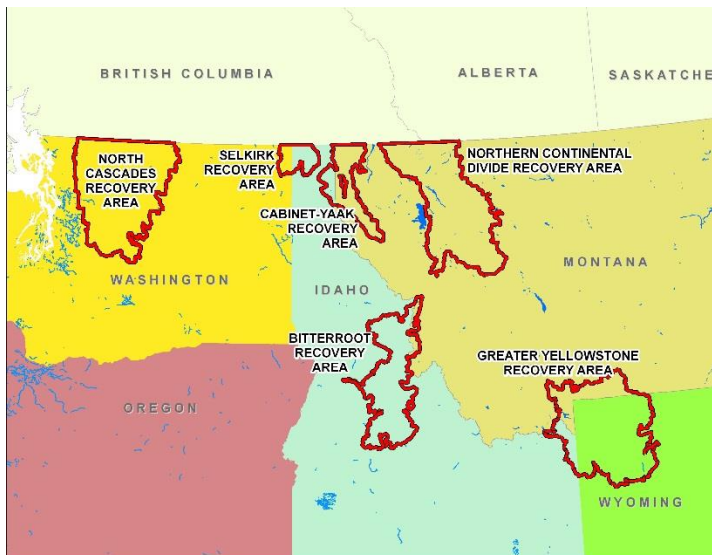 BRITISH COLUMBIA
ALBERTA
SASKATCHE
NORTH
CASCADES
RECOVERY
AREA
SELKIRK
RECOVERY
AREA
NORTHERN CONTINENTAL
DIVIDE RECOVERY AREA
CABINET-YAAK
RECOVERY
AREA
WASHINGTON
IDAHO
MONTANA
BITTERROOT
RECOVERY
AREA
GREATER YELLOWSTONE
RECOVERY AREA
OREGON
WYOMING